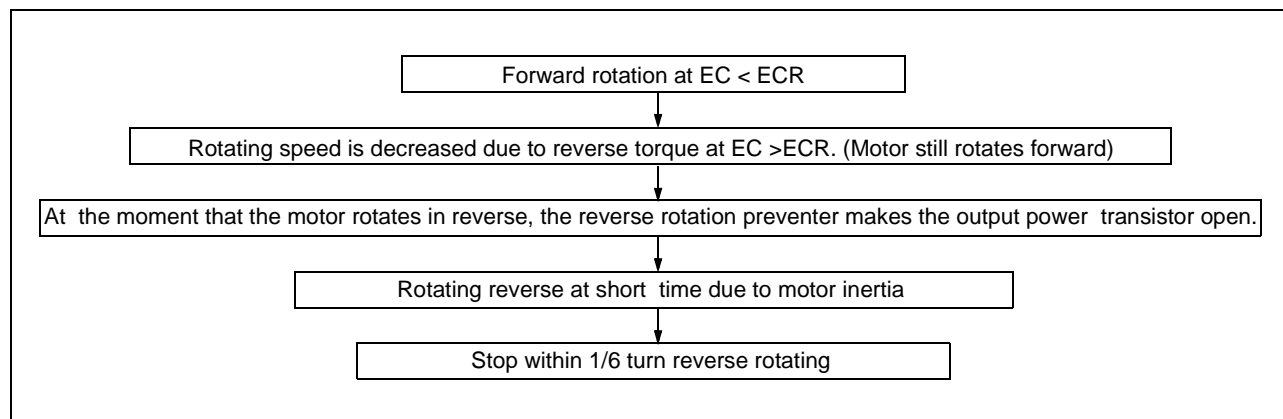 Forward rotation at EC < ECR
Rotating speed is decreased due to reverse torque at EC >ECR. (Motor still rotates forward)
At the moment that the motor rotates in reverse, the reverse rotation preventer makes the output power transistor open.
Rotating reverse at short time due to motor inertia
Stop within 1/6 turn reverse rotating